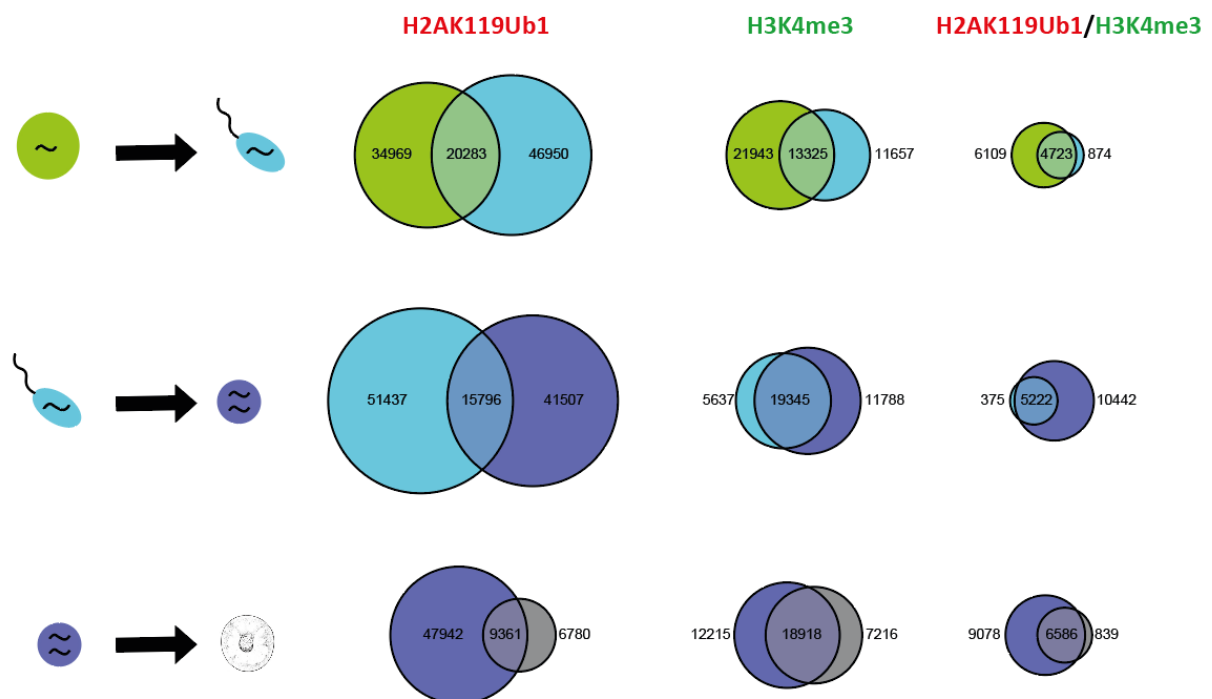 H2AK119Ub1 H3K4me3 H2AK119Ub1/H3K4me3
34969 20283 46950 21943 13325 11657 6109 4723 874
51437 15796 41507 5637 19345 11788 375 5222 10442
47942 9361 6780 12215 18918 7216 9078 6586 839